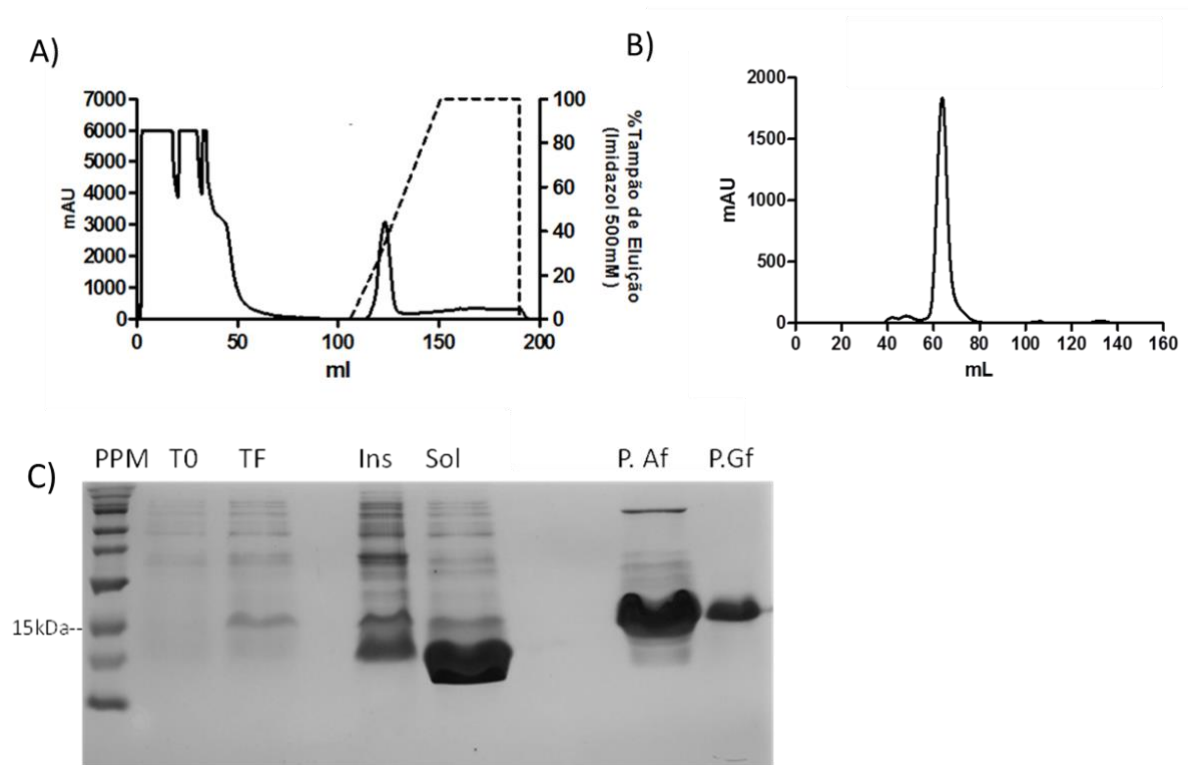 A)
7000
6000
5000
4000
3000
2000
1000
0
mAU
0 50 100 150 200
ml
100
80
60
40
20
0
%Tampão de Eluição
(Imidazol 500mM)
B)
2000
1500
1000
500
0
mAU
0 20 40 60 80 100 120 140 160
mL
C)
PPM T0 TF Ins Sol P. Af P.Gf
15kDa--